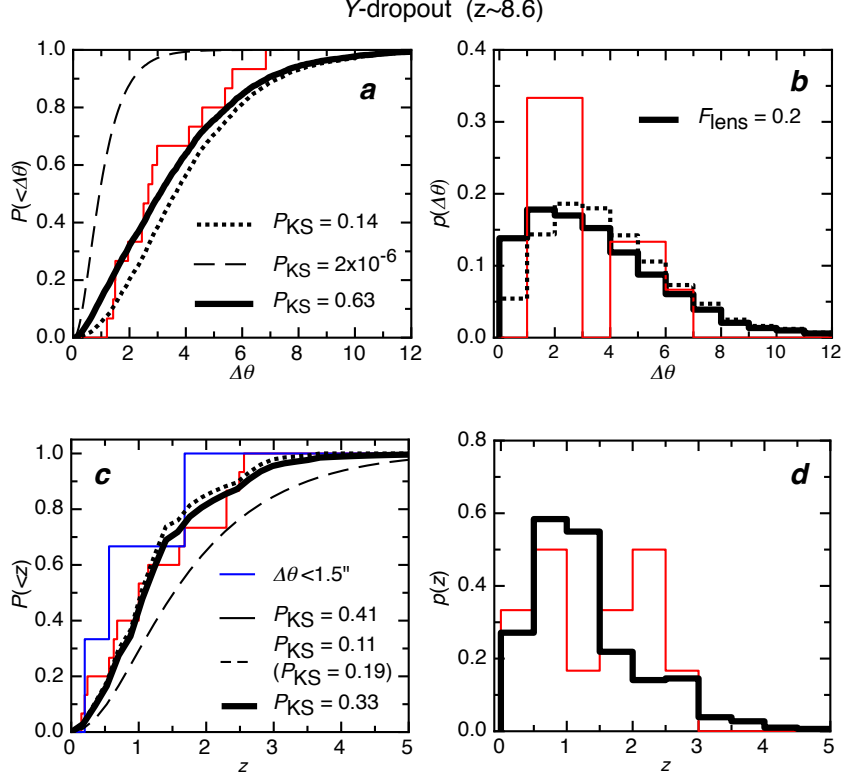 Y-dropout (z~8.6)
a
P(<Δθ)
1.0
0.8
0.6
0.4
0.2
0.0
P_KS = 0.14
P_KS = 2x10⁻⁶
P_KS = 0.63
0 2 4 6 8 10 12
Δθ
b
p(Δθ)
0.4
0.3
0.2
0.1
0.0
F_lens = 0.2
0 2 4 6 8 10 12
Δθ
c
P(<z)
1.0
0.8
0.6
0.4
0.2
0.0
Δθ<1.5"
P_KS = 0.41
P_KS = 0.11
(P_KS = 0.19)
P_KS = 0.33
0 1 2 3 4 5
z
d
p(z)
0.8
0.6
0.4
0.2
0.0
0 1 2 3 4 5
z